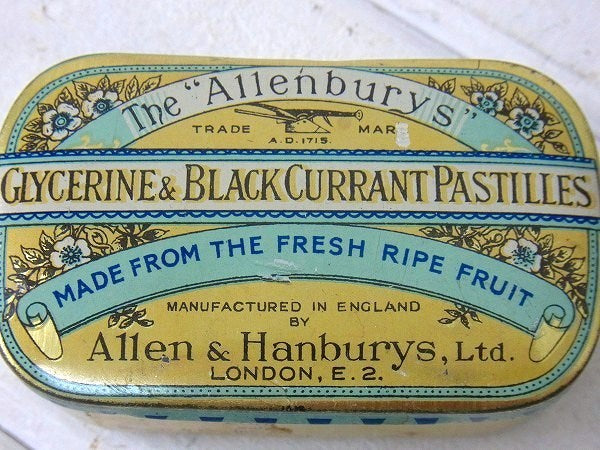 The "Allenburys"
TRADE MARK
A.D. 1715.
GLYCERINE & BLACK CURRANT PASTILLES
MADE FROM THE FRESH RIPE FRUIT
MANUFACTURED IN ENGLAND
BY
Allen & Hanburys, Ltd.
LONDON, E. 2.